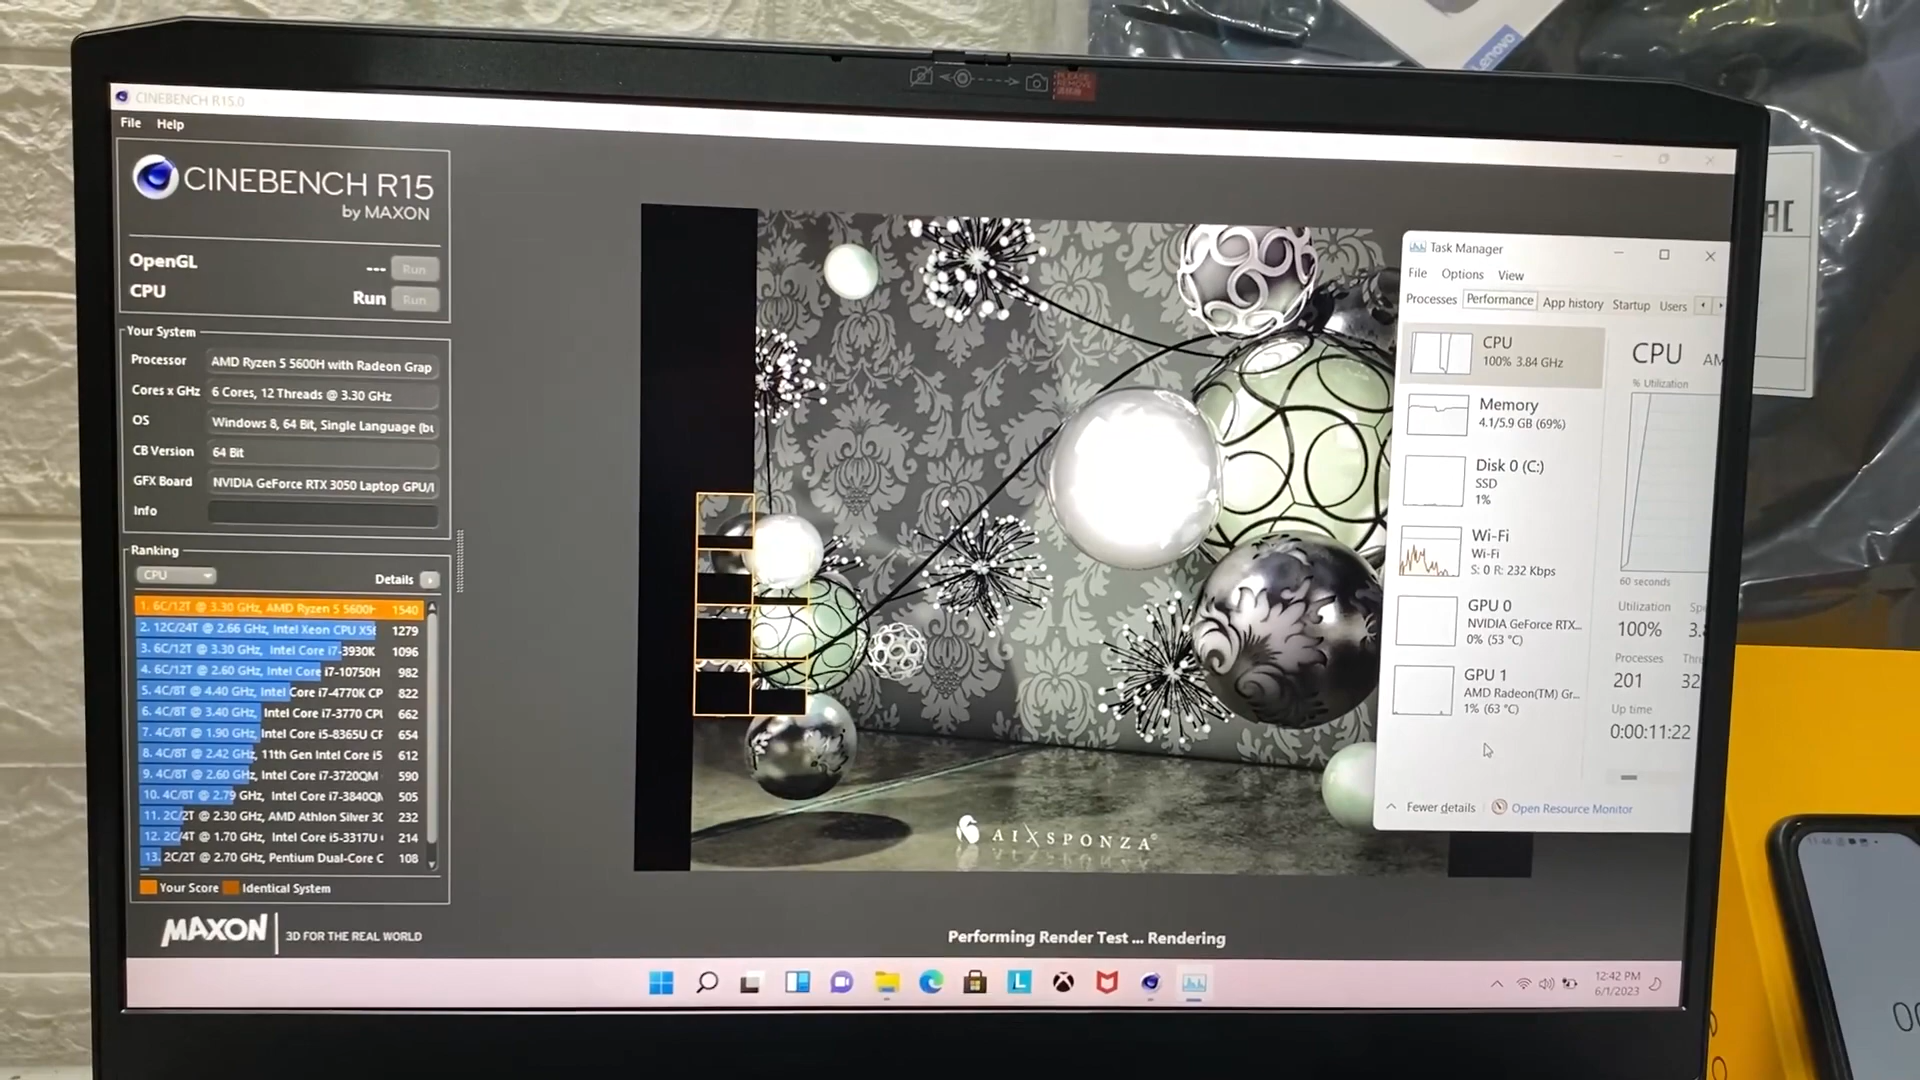 Lenovo
PLEASE
REMOVE
CINEBENCH R15.0
File Help
CINEBENCH R15
by MAXON
OpenGL --- Run
CPU Run Run
Your System
Processor AMD Ryzen 5 5600H with Radeon Grap
Cores x GHz 6 Cores, 12 Threads @ 3.30 GHz
OS Windows 8, 64 Bit, Single Language (bu
CB Version 64 Bit
GFX Board NVIDIA GeForce RTX 3050 Laptop GPU/I
Info
Ranking
CPU Details
1. 6C/12T @ 3.30 GHz, AMD Ryzen 5 5600H 1540
2. 12C/24T @ 2.66 GHz, Intel Xeon CPU X56 1279
3. 6C/12T @ 3.30 GHz, Intel Core i7-3930K 1096
4. 6C/12T @ 2.60 GHz, Intel Core i7-10750H 982
5. 4C/8T @ 4.40 GHz, Intel Core i7-4770K CP 822
6. 4C/8T @ 3.40 GHz, Intel Core i7-3770 CPU 662
7. 4C/8T @ 1.90 GHz, Intel Core i5-8365U CF 654
8. 4C/8T @ 2.42 GHz, 11th Gen Intel Core i5 612
9. 4C/8T @ 2.60 GHz, Intel Core i7-3720QM 590
10. 4C/8T @ 2.79 GHz, Intel Core i7-3840QM 505
11. 2C/2T @ 2.30 GHz, AMD Athlon Silver 30 232
12. 2C/4T @ 1.70 GHz, Intel Core i5-3317U 214
13. 2C/2T @ 2.70 GHz, Pentium Dual-Core C 108
Your Score Identical System
MAXON 3D FOR THE REAL WORLD
AIXSPONZA©
Performing Render Test ... Rendering
Task Manager
File Options View
Processes Performance App history Startup Users
CPU
100% 3.84 GHz
Memory
4.1/5.9 GB (69%)
Disk 0 (C:)
SSD
1%
Wi-Fi
Wi-Fi
S: 0 R: 232 Kbps
GPU 0
NVIDIA GeForce RTX...
0% (53 °C)
GPU 1
AMD Radeon(TM) Gr...
1% (63 °C)
CPU AM
% Utilization
60 seconds
Utilization Spe
100% 3.8
Processes Thr
201 32
Up time
0:00:11:22
Fewer details Open Resource Monitor
12:42 PM
6/1/2023